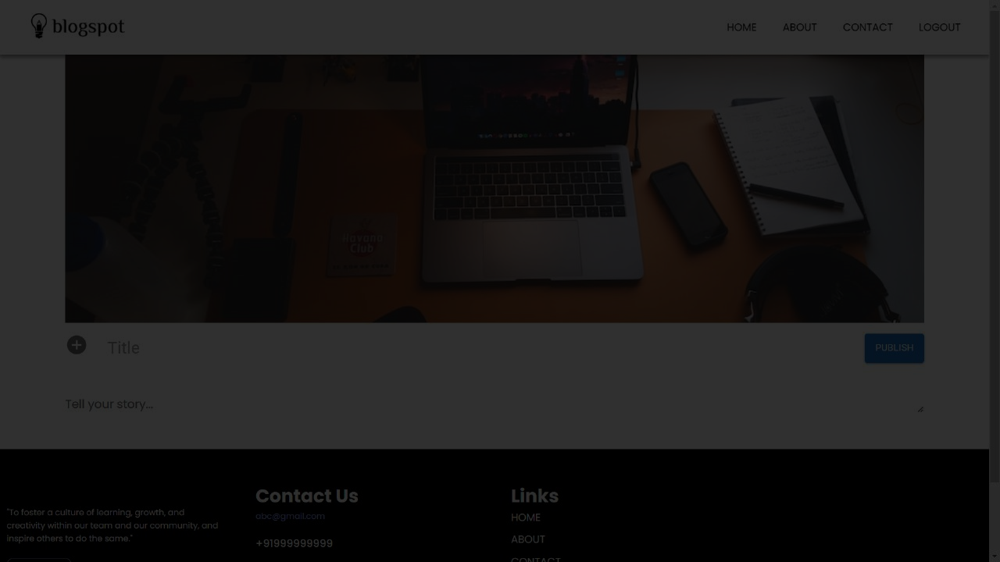 blogspot
HOME ABOUT CONTACT LOGOUT
Havana
Club
Title
PUBLISH
Tell your story...
Contact Us
Links
"To foster a culture of learning, growth, and
creativity within our team and our community, and
inspire others to do the same."
abc@gmail.com
+91999999999
HOME
ABOUT
CONTACT